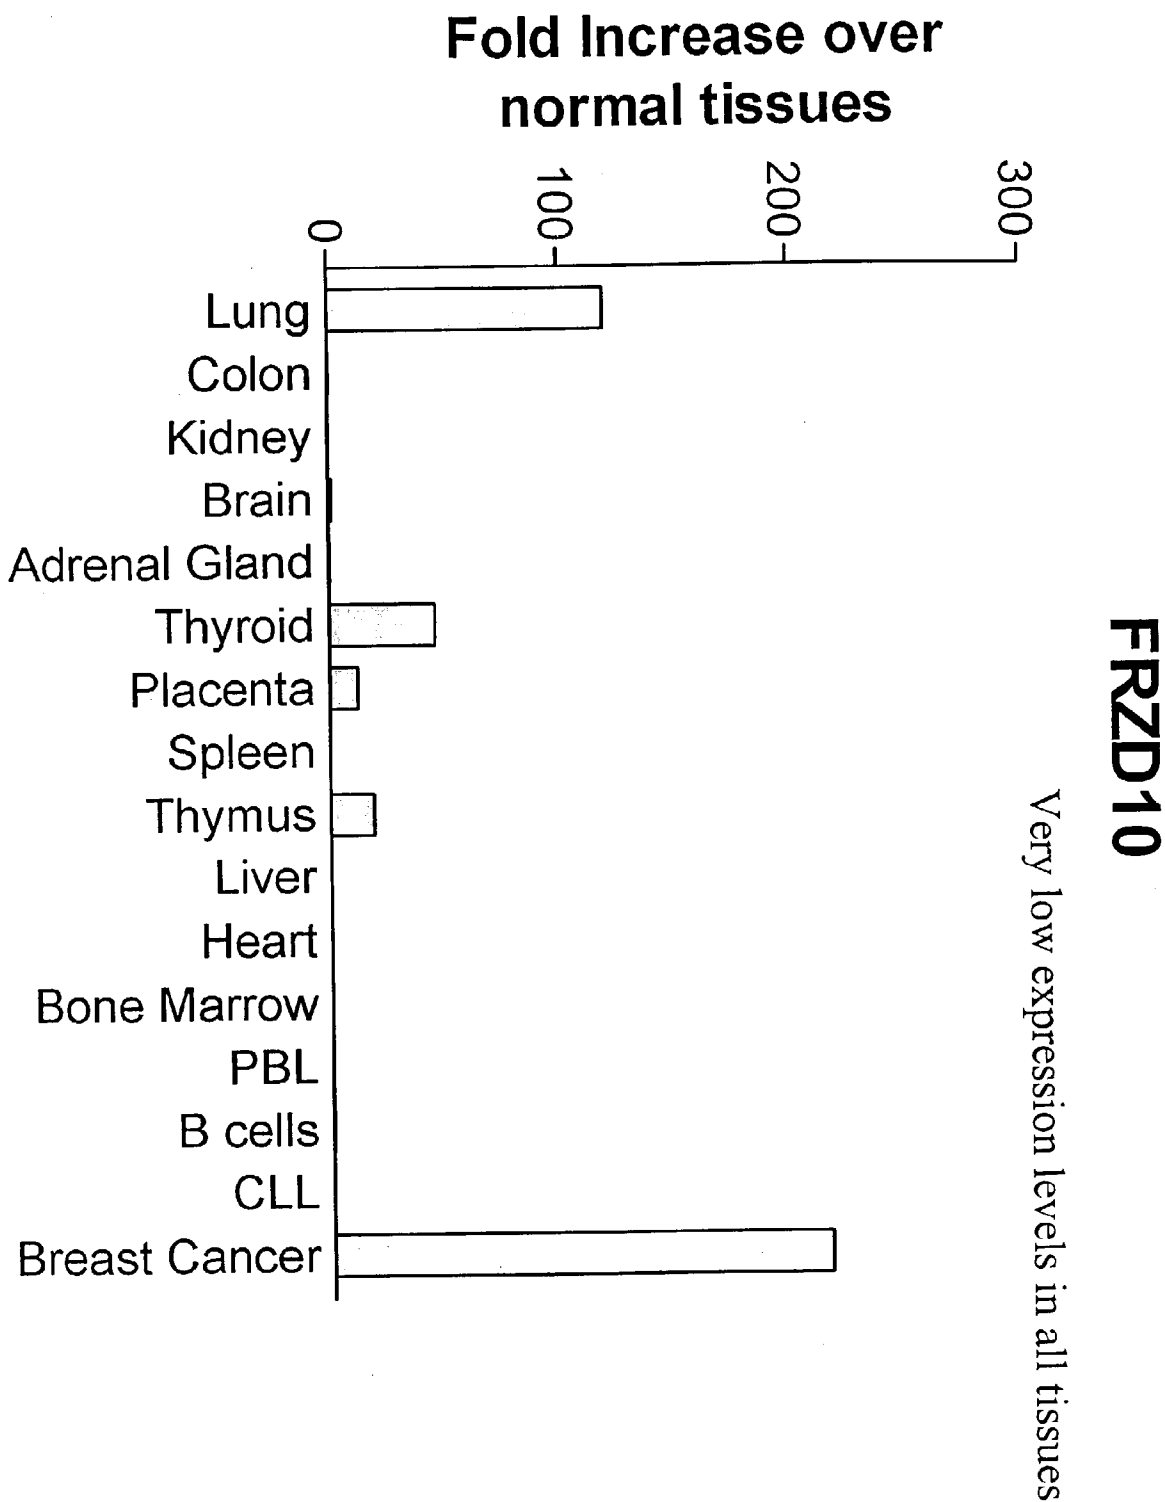 FRZD10
Very low expression levels in all tissues
Fold Increase over
normal tissues
300
200
100
0
Lung
Colon
Kidney
Brain
Adrenal Gland
Thyroid
Placenta
Spleen
Thymus
Liver
Heart
Bone Marrow
PBL
B cells
CLL
Breast Cancer